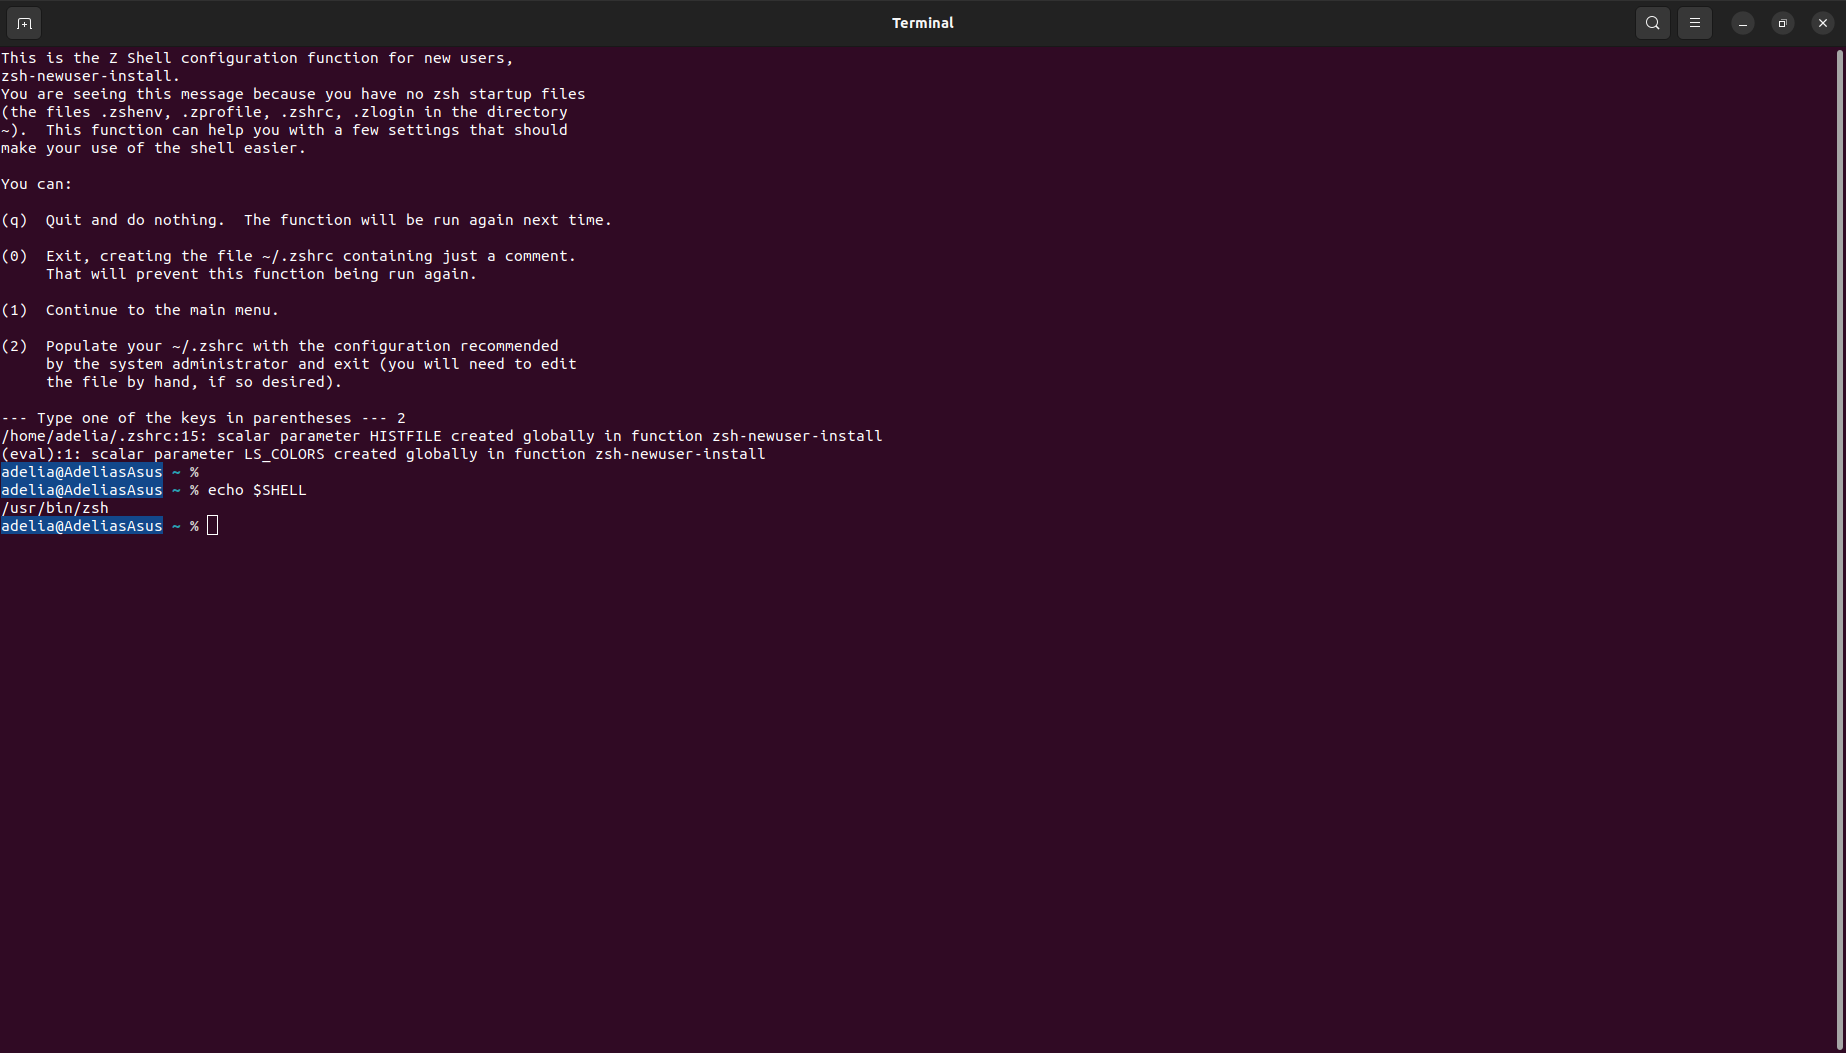 Terminal
This is the Z Shell configuration function for new users,
zsh-newuser-install.
You are seeing this message because you have no zsh startup files
(the files .zshenv, .zprofile, .zshrc, .zlogin in the directory
~).  This function can help you with a few settings that should
make your use of the shell easier.

You can:

(q)  Quit and do nothing.  The function will be run again next time.

(0)  Exit, creating the file ~/.zshrc containing just a comment.
     That will prevent this function being run again.

(1)  Continue to the main menu.

(2)  Populate your ~/.zshrc with the configuration recommended
     by the system administrator and exit (you will need to edit
     the file by hand, if so desired).

--- Type one of the keys in parentheses --- 2
/home/adelia/.zshrc:15: scalar parameter HISTFILE created globally in function zsh-newuser-install
(eval):1: scalar parameter LS_COLORS created globally in function zsh-newuser-install
adelia@AdeliasAsus ~ %
adelia@AdeliasAsus ~ % echo $SHELL
/usr/bin/zsh
adelia@AdeliasAsus ~ %